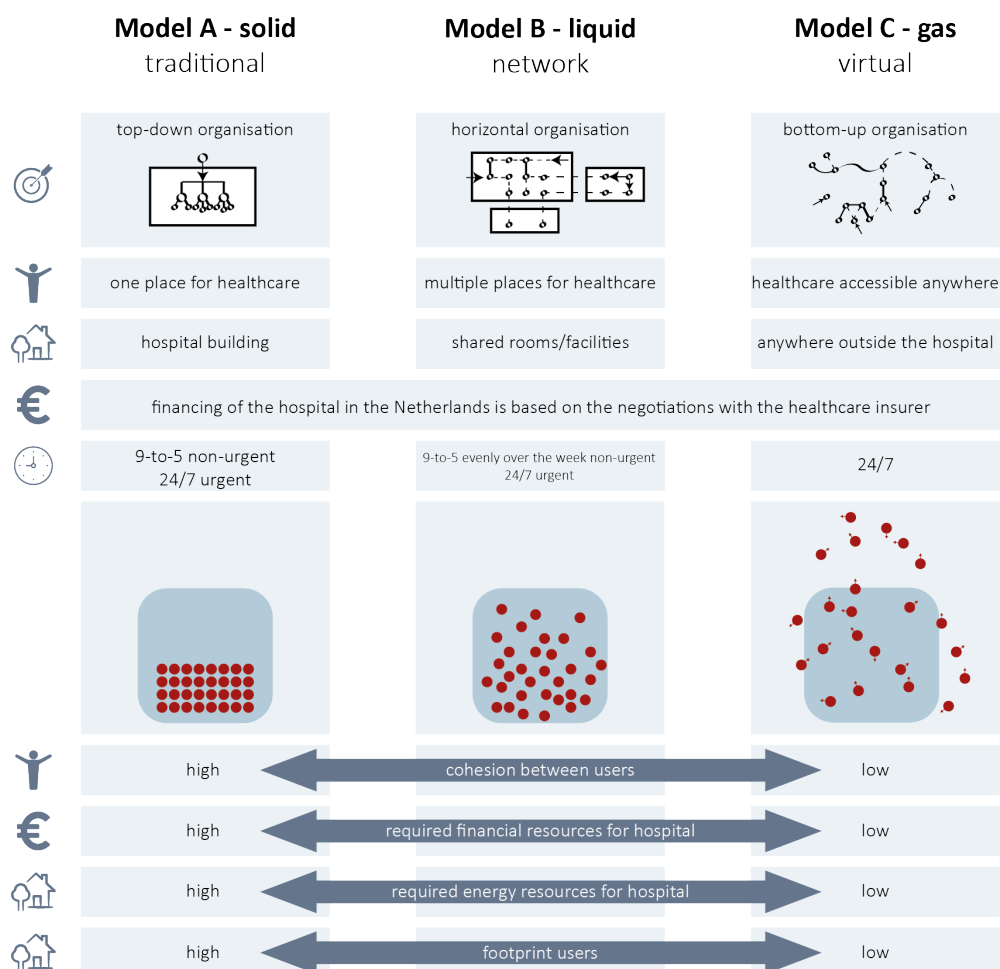 Model A - solid
traditional
Model B - liquid
network
Model C - gas
virtual
top-down organisation
horizontal organisation
bottom-up organisation
one place for healthcare
multiple places for healthcare
healthcare accessible anywhere
hospital building
shared rooms/facilities
anywhere outside the hospital
€
financing of the hospital in the Netherlands is based on the negotiations with the healthcare insurer
9-to-5 non-urgent
24/7 urgent
9-to-5 evenly over the week non-urgent
24/7 urgent
24/7
high
cohesion between users
low
€
high
required financial resources for hospital
low
high
required energy resources for hospital
low
high
footprint users
low